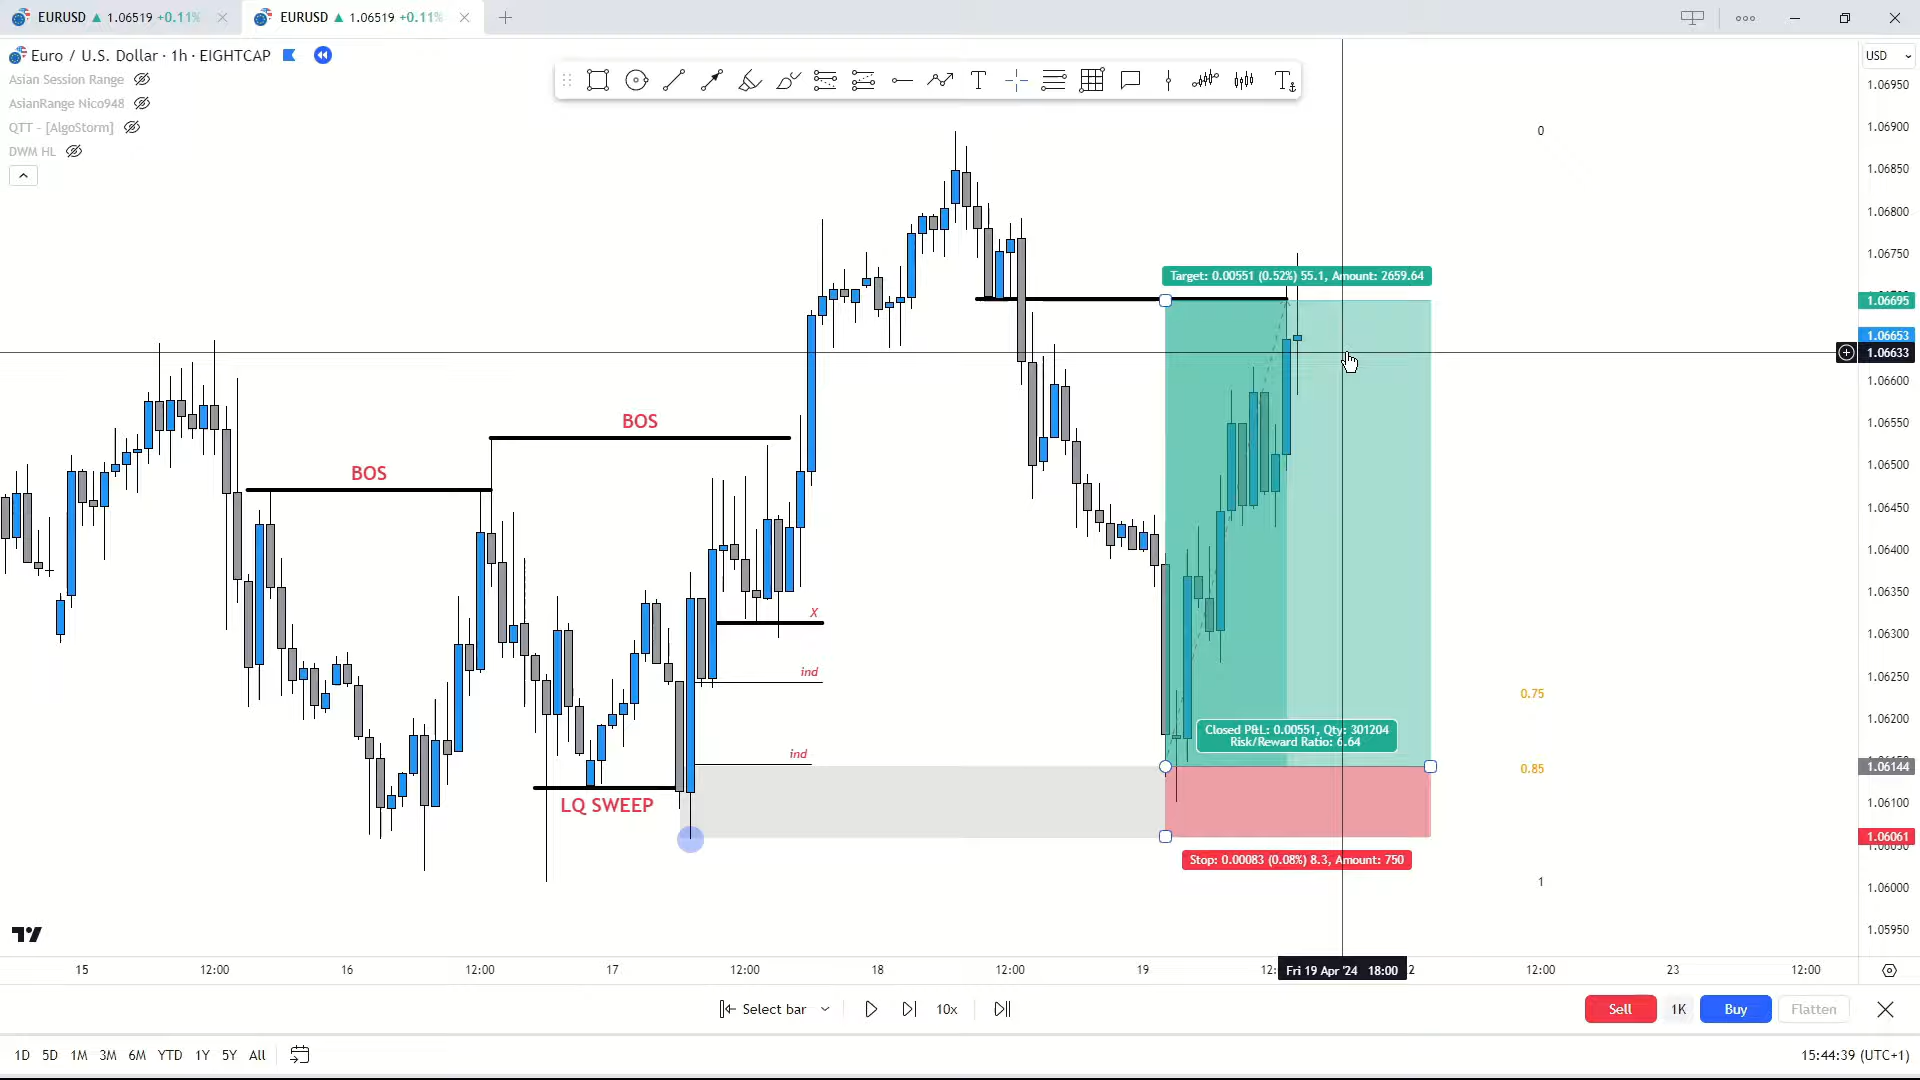 EURUSD ▲ 1.06519 +0.11%
EURUSD ▲ 1.06519 +0.11%
Euro / U.S. Dollar · 1h · EIGHTCAP
Asian Session Range
AsianRange Nico948
QTT - [AlgoStorm]
DWM HL
USD
1.06950
1.06900
1.06850
1.06800
1.06750
1.06695
1.06653
1.06633
1.06600
1.06550
1.06500
1.06450
1.06400
1.06350
1.06300
1.06250
1.06200
1.06144
1.06100
1.06061
1.06000
1.05950
0
Target: 0.00551 (0.52%) 55.1, Amount: 2659.64
BOS
BOS
X
ind
ind
LQ SWEEP
0.75
0.85
1
Closed P&L: 0.00551, Qty: 301204
Risk/Reward Ratio: 6.64
Stop: 0.00083 (0.08%) 8.3, Amount: 750
15
12:00
16
12:00
17
12:00
18
12:00
19
Fri 19 Apr '24 18:00
12:00
23
12:00
Select bar
10x
Sell
1K
Buy
Flatten
1D 5D 1M 3M 6M YTD 1Y 5Y All
15:44:39 (UTC+1)